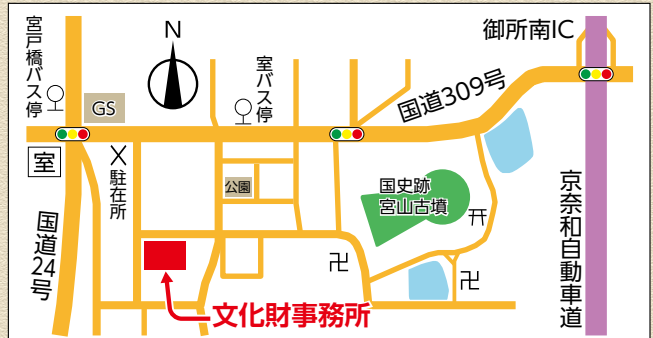 宮戸橋バス停
N
室バス停
御所南IC
国道309号
GS
室
駐在所
公園
国史跡
宮山古墳
国道24号
京奈和自動車道
文化財事務所